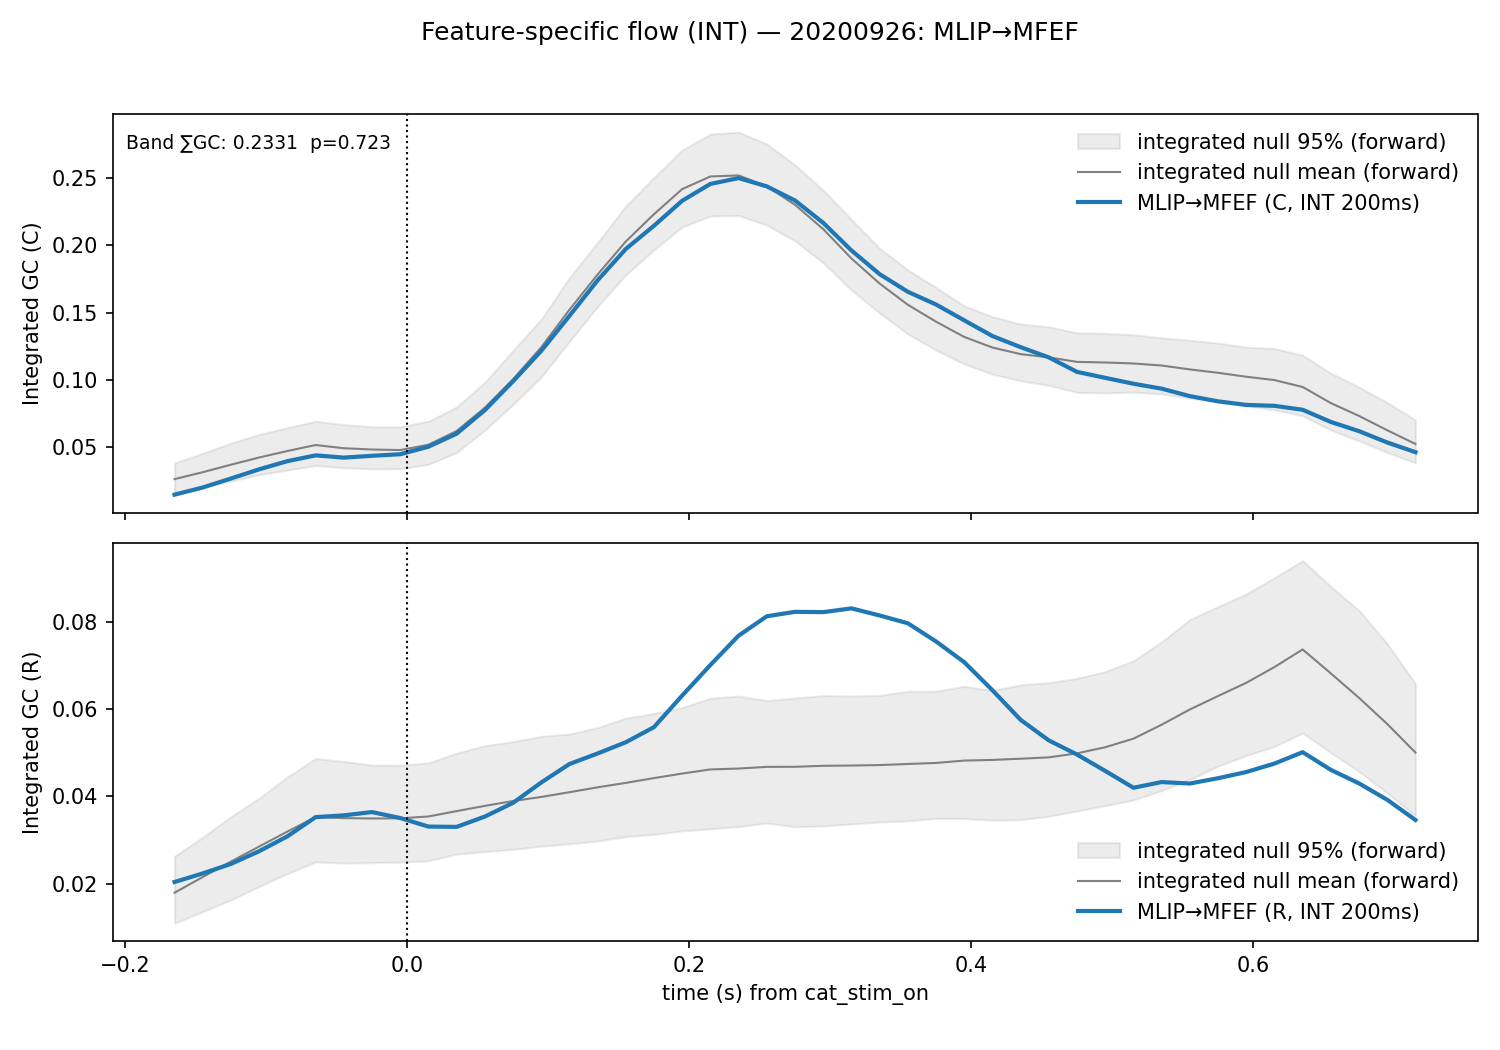 Feature-specific flow (INT) — 20200926: MLIP→MFEF
Band ∑GC: 0.2331  p=0.723
integrated null 95% (forward)
integrated null mean (forward)
MLIP→MFEF (C, INT 200ms)
Integrated GC (C)
0.25
0.20
0.15
0.10
0.05
Integrated GC (R)
0.08
0.06
0.04
0.02
integrated null 95% (forward)
integrated null mean (forward)
MLIP→MFEF (R, INT 200ms)
−0.2 0.0 0.2 0.4 0.6
time (s) from cat_stim_on